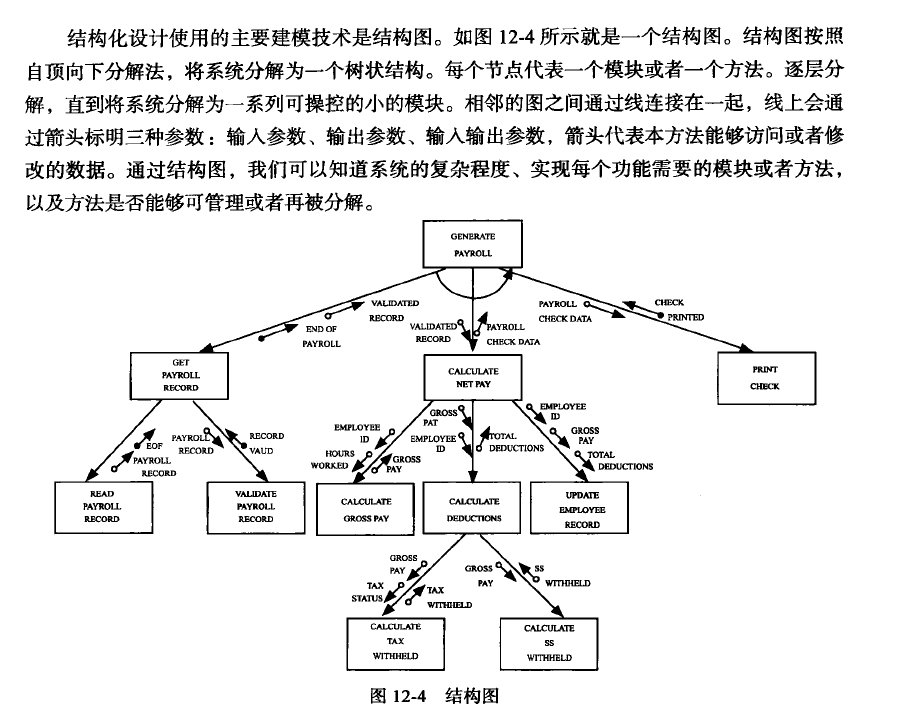 结构化设计使用的主要建模技术是结构图。如图 12-4 所示就是一个结构图。结构图按照
自顶向下分解法，将系统分解为一个树状结构。每个节点代表一个模块或者一个方法。逐层分
解，直到将系统分解为一系列可操控的小的模块。相邻的图之间通过线连接在一起，线上会通
过箭头标明三种参数：输入参数、输出参数、输入输出参数，箭头代表本方法能够访问或者修
改的数据。通过结构图，我们可以知道系统的复杂程度、实现每个功能需要的模块或者方法，
以及方法是否能够可管理或者再被分解。
GENERATE
PAYROLL
VALIDATED
RECORD
END OF
PAYROLL
VALIDATED
RECORD
PAYROLL
CHECK DATA
PAYROLL
CHECK DATA
CHECK
PRINTED
GET
PAYROLL
RECORD
CALCULATE
NET PAY
PRINT
CHECK
EOF
PAYROLL
RECORD
PAYROLL
RECORD
RECORD
VAUD
EMPLOYEE
ID
HOURS
WORKED
GROSS
PAY
GROSS
PAT
EMPLOYEE
ID
TOTAL
DEDUCTIONS
EMPLOYEE
ID
GROSS
PAY
TOTAL
DEDUCTIONS
READ
PAYROLL
RECORD
VALIDATE
PAYROLL
RECORD
CALCULATE
GROSS PAY
CALCULATE
DEDUCTIONS
UPDATE
EMPLOYEE
RECORD
GROSS
PAY
TAX
STATUS
TAX
WITHHELD
GROSS
PAY
SS
WITHHELD
CALCULATE
TAX
WITHHELD
CALCULATE
SS
WITHHELD
图 12-4 结构图